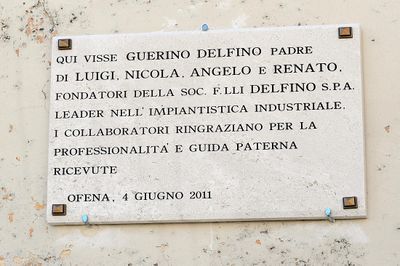 QUI VISSE GUERINO DELFINO PADRE
DI LUIGI, NICOLA, ANGELO E RENATO,
FONDATORI DELLA SOC. F.LLI DELFINO S.P.A.
LEADER NELL'IMPIANTISTICA INDUSTRIALE.
I COLLABORATORI RINGRAZIANO PER LA
PROFESSIONALITA' E GUIDA PATERNA
RICEVUTE
OFENA, 4 GIUGNO 2011